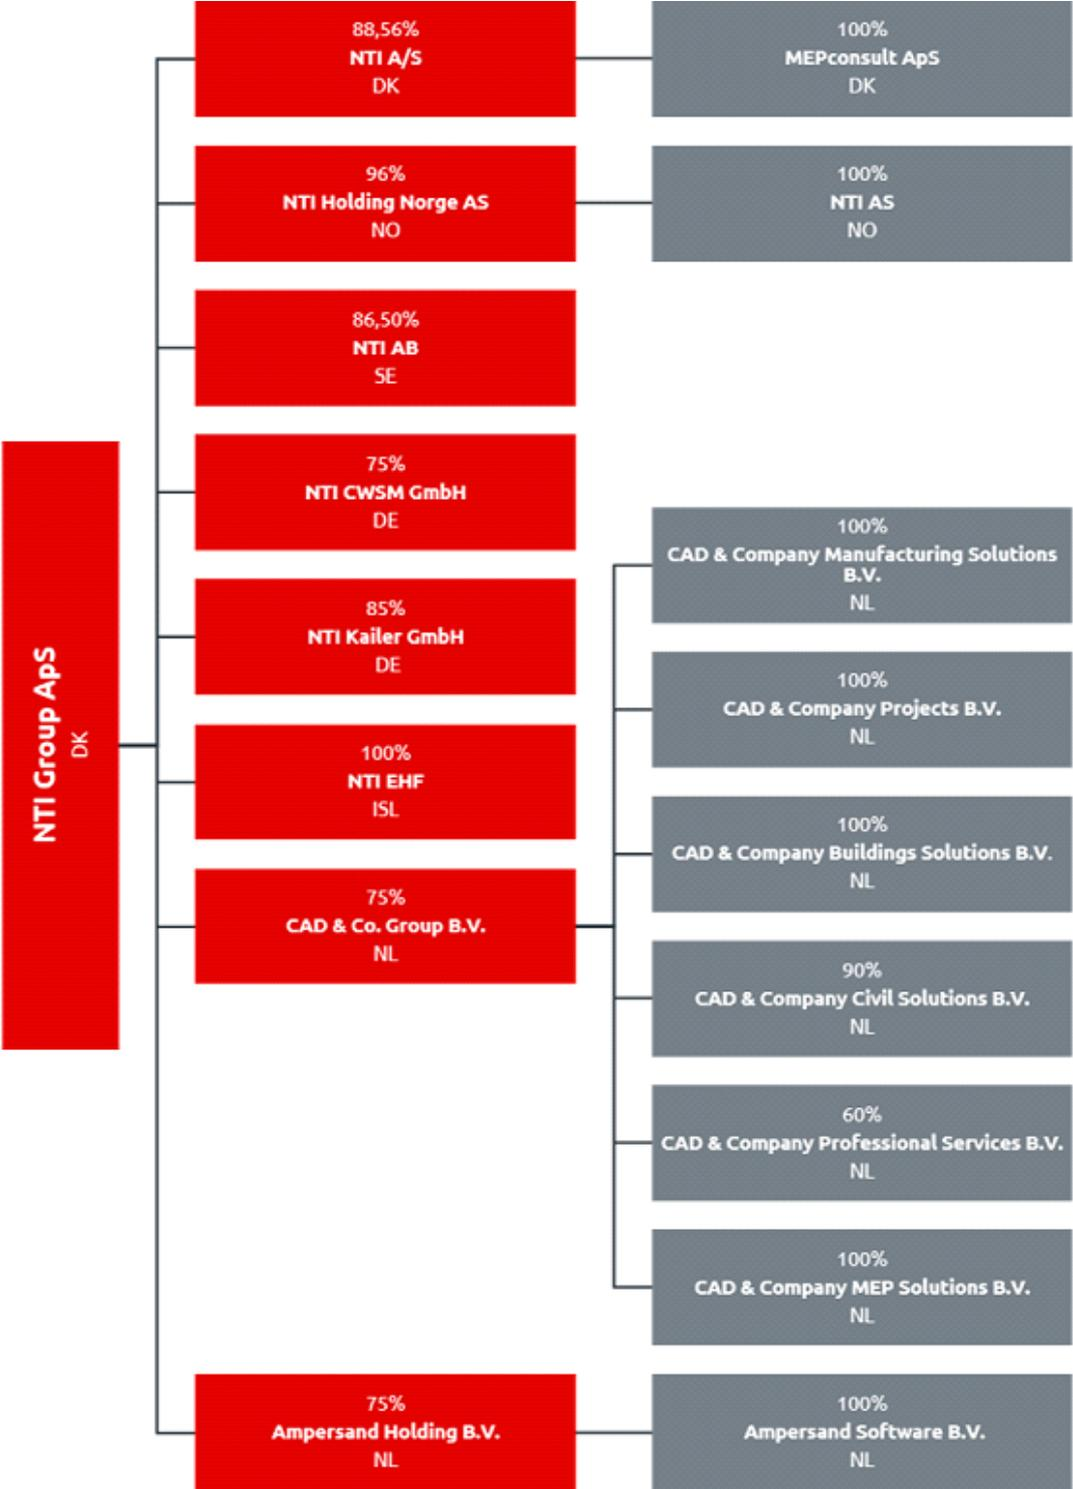 NTI Group ApS
DK
88,56%
NTI A/S
DK
100%
MEPconsult ApS
DK
96%
NTI Holding Norge AS
NO
100%
NTI AS
NO
86,50%
NTI AB
SE
75%
NTI CWSM GmbH
DE
85%
NTI Kailer GmbH
DE
100%
NTI EHF
ISL
75%
CAD & Co. Group B.V.
NL
100%
CAD & Company Manufacturing Solutions
B.V.
NL
100%
CAD & Company Projects B.V.
NL
100%
CAD & Company Buildings Solutions B.V.
NL
90%
CAD & Company Civil Solutions B.V.
NL
60%
CAD & Company Professional Services B.V.
NL
100%
CAD & Company MEP Solutions B.V.
NL
75%
Ampersand Holding B.V.
NL
100%
Ampersand Software B.V.
NL